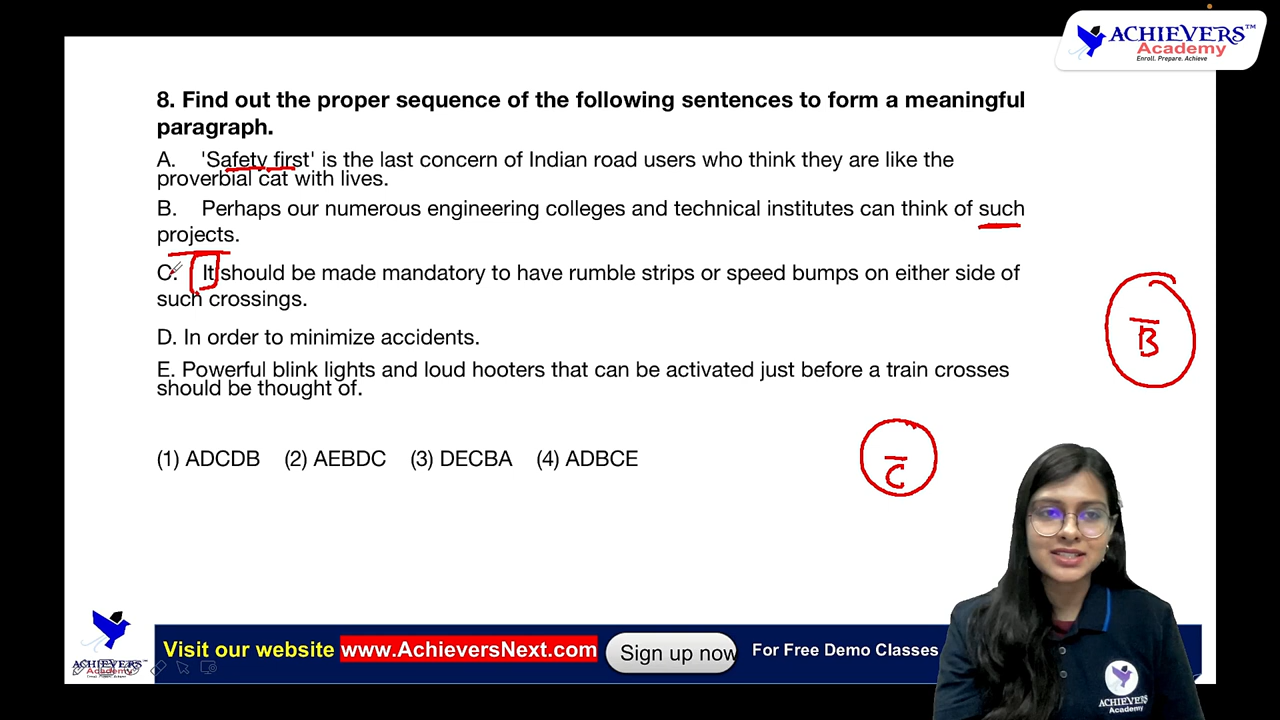 ACHIEVERS™
Academy
Enroll. Prepare. Achieve
8. Find out the proper sequence of the following sentences to form a meaningful
paragraph.
A. 'Safety first' is the last concern of Indian road users who think they are like the
proverbial cat with lives.
B. Perhaps our numerous engineering colleges and technical institutes can think of such
projects.
C. It should be made mandatory to have rumble strips or speed bumps on either side of
such crossings.
D. In order to minimize accidents.
E. Powerful blink lights and loud hooters that can be activated just before a train crosses
should be thought of.
B
(1) ADCDB (2) AEBDC (3) DECBA (4) ADBCE
C
ACHIEVERS™
Academy
Visit our website www.AchieversNext.com Sign up now For Free Demo Classes
ACHIEVERS
Academy